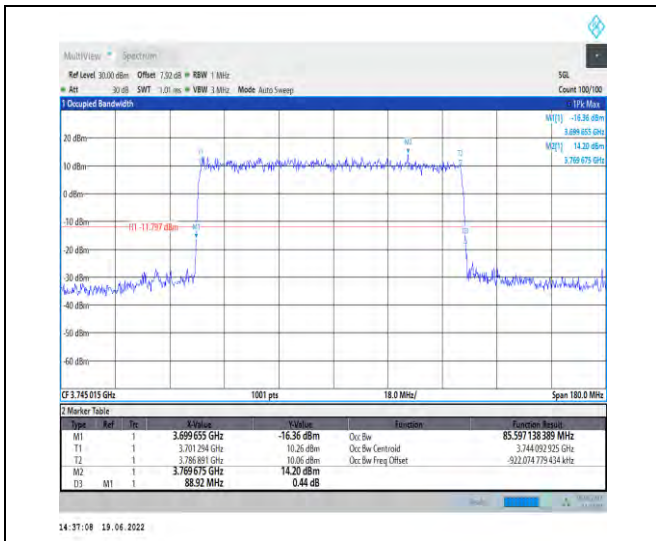 MultiView Spectrum
Ref Level 30.00 dBm Offset 7.92 dB RBW 1 MHz SGL
Att 30 dB SWT 1.01 ms VBW 3 MHz Mode Auto Sweep Count 100/100
1 Occupied Bandwidth 1Pk Max
M1[1] -16.36 dBm
3.699 655 GHz
M2[1] 14.20 dBm
3.769 675 GHz
20 dBm
M2
T1
T2
10 dBm
0 dBm
-10 dBm
H1 -11.797 dBm
M1
D3
-20 dBm
-30 dBm
-40 dBm
-50 dBm
-60 dBm
CF 3.745 015 GHz 1001 pts 18.0 MHz/ Span 180.0 MHz
2 Marker Table
Type Ref Trc X-Value Y-Value Function Function Result
M1 1 3.699 655 GHz -16.36 dBm Occ Bw 85.597 138 389 MHz
T1 1 3.701 294 GHz 10.26 dBm Occ Bw Centroid 3.744 092 925 GHz
T2 1 3.786 891 GHz 10.06 dBm Occ Bw Freq Offset -922.074 779 434 kHz
M2 1 3.769 675 GHz 14.20 dBm
D3 M1 1 88.92 MHz 0.44 dB
14:37:08 19.06.2022